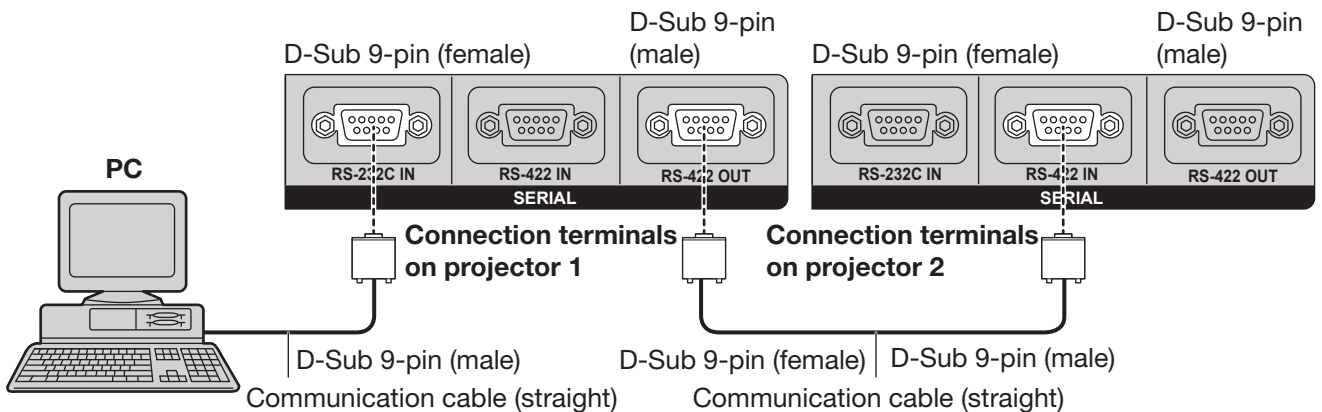 D-Sub 9-pin (female)
D-Sub 9-pin
(male)
D-Sub 9-pin (female)
D-Sub 9-pin
(male)
RS-232C IN
RS-422 IN
RS-422 OUT
SERIAL
RS-232C IN
RS-422 IN
RS-422 OUT
SERIAL
PC
Connection terminals
on projector 1
Connection terminals
on projector 2
D-Sub 9-pin (male)
Communication cable (straight)
D-Sub 9-pin (female)
D-Sub 9-pin (male)
Communication cable (straight)